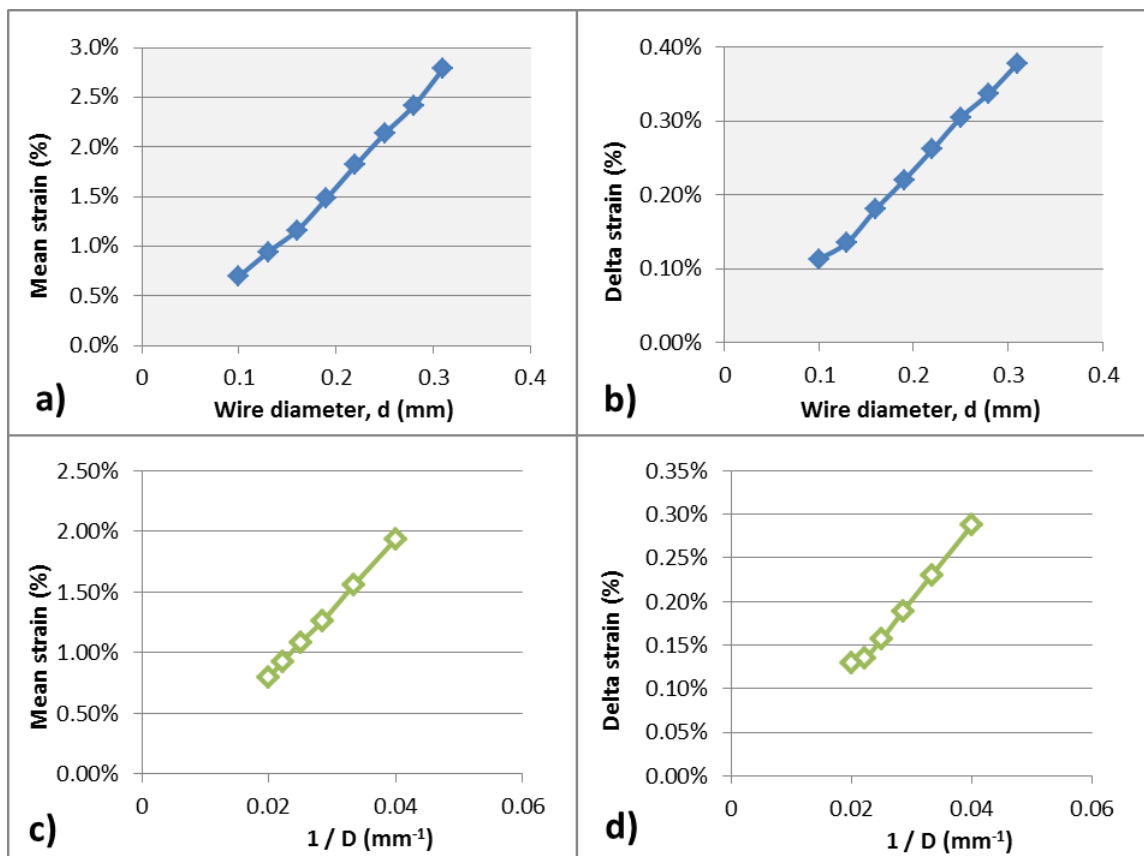 3.0%
2.5%
2.0%
1.5%
1.0%
0.5%
0.0%
Mean strain (%)
0 0.1 0.2 0.3 0.4
Wire diameter, d (mm)
a)
0.40%
0.30%
0.20%
0.10%
0.00%
Delta strain (%)
0 0.1 0.2 0.3 0.4
Wire diameter, d (mm)
b)
2.50%
2.00%
1.50%
1.00%
0.50%
0.00%
Mean strain (%)
0 0.02 0.04 0.06
1 / D (mm⁻¹)
c)
0.35%
0.30%
0.25%
0.20%
0.15%
0.10%
0.05%
0.00%
Delta strain (%)
0 0.02 0.04 0.06
1 / D (mm⁻¹)
d)